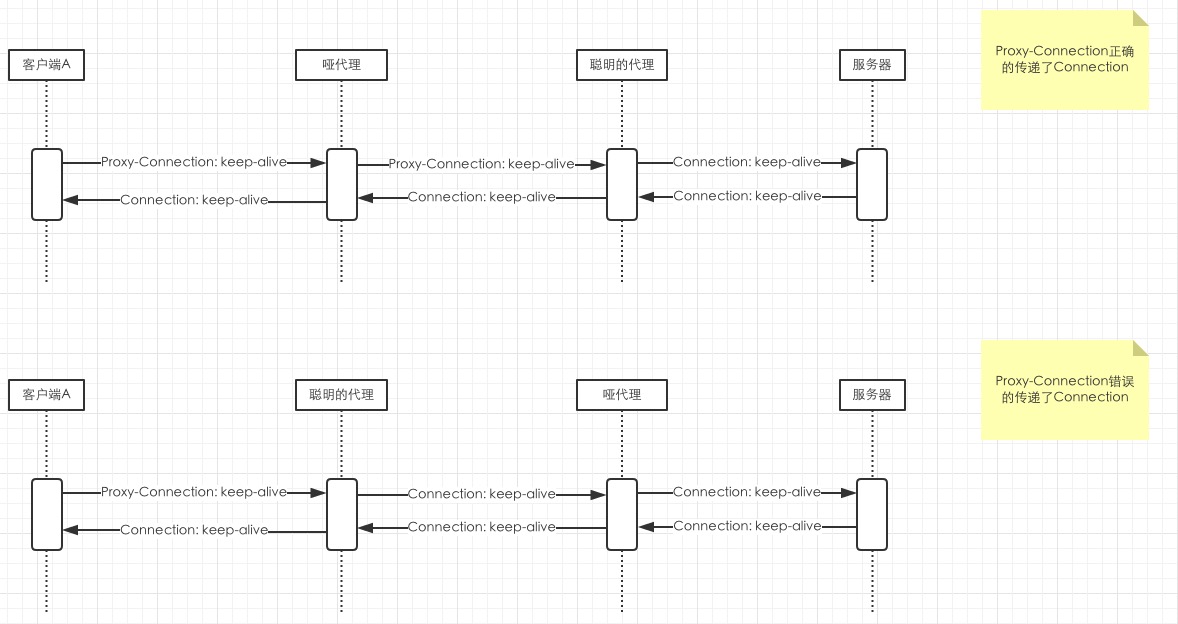 Proxy-Connection正确
的传递了Connection
客户端A
哑代理
聪明的代理
服务器
Proxy-Connection: keep-alive
Proxy-Connection: keep-alive
Connection: keep-alive
Connection: keep-alive
Connection: keep-alive
Connection: keep-alive
Proxy-Connection错误
的传递了Connection
客户端A
聪明的代理
哑代理
服务器
Proxy-Connection: keep-alive
Connection: keep-alive
Connection: keep-alive
Connection: keep-alive
Connection: keep-alive
Connection: keep-alive